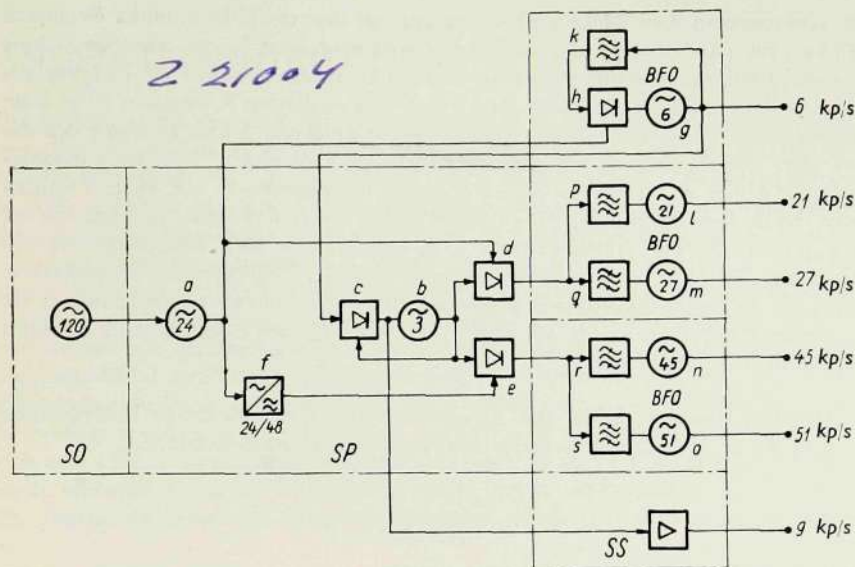 Z 21004
k
BFO
h
6
g
6 kp/s
p
21
l
21 kp/s
d
BFO
a
c
b
q
27
m
27 kp/s
120
24
3
f
e
r
45
n
45 kp/s
24/48
BFO
s
51
o
51 kp/s
SO
SP
SS
9 kp/s